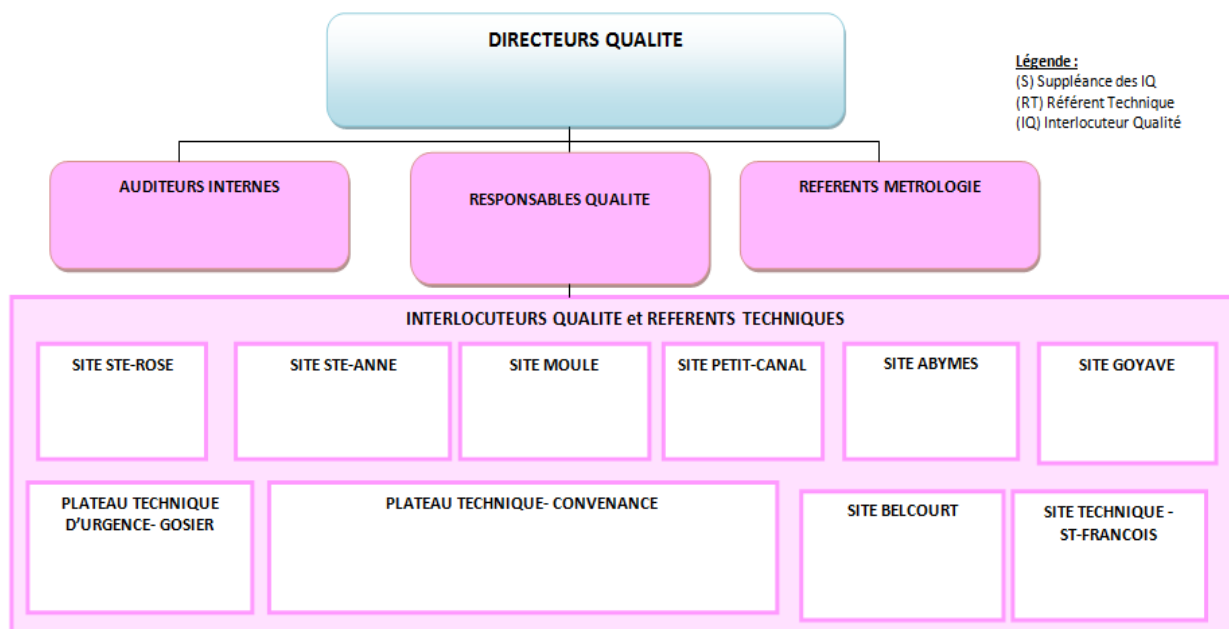 DIRECTEURS QUALITE
Légende :
(S) Suppléance des IQ
(RT) Référent Technique
(IQ) Interlocuteur Qualité
AUDITEURS INTERNES
RESPONSABLES QUALITE
REFERENTS METROLOGIE
INTERLOCUTEURS QUALITE et REFERENTS TECHNIQUES
SITE STE-ROSE
SITE STE-ANNE
SITE MOULE
SITE PETIT-CANAL
SITE ABYMES
SITE GOYAVE
PLATEAU TECHNIQUE
D'URGENCE- GOSIER
PLATEAU TECHNIQUE- CONVENANCE
SITE BELCOURT
SITE TECHNIQUE -
ST-FRANCOIS